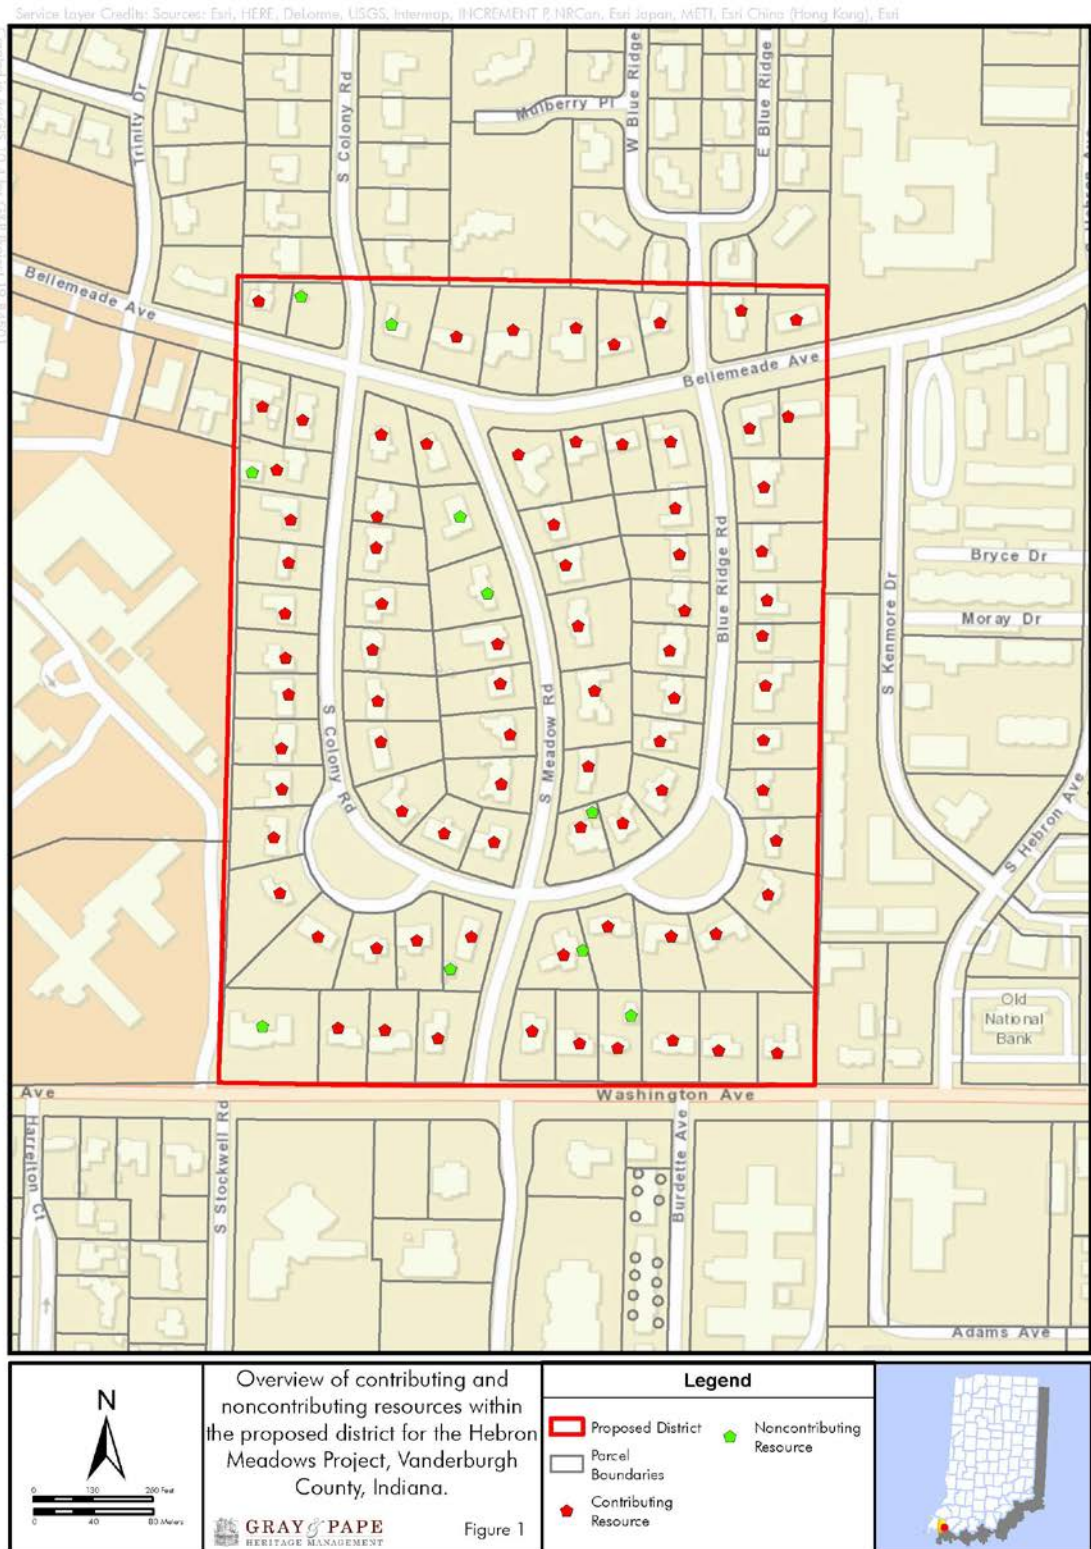 Service Layer Credits: Sources: Esri, HERE, DeLorme, USGS, Intermap, INCREMENT P, NRCan, Esri Japan, METI, Esri China (Hong Kong), Esri
Trinity Dr
S Colony Rd
Mulberry Pl
W Blue Ridge
E Blue Ridge
Bellemeade Ave
Bellemeade Ave
Blue Ridge Rd
S Kenmore Dr
Bryce Dr
Moray Dr
S Colony Rd
S Meadow Rd
S Hebron Ave
Old
National
Bank
Ave
Washington Ave
Harrelton Ct
S Stockwell Rd
Burdette Ave
Adams Ave
N
0 130 260 Feet
0 40 80 Meters
Overview of contributing and
noncontributing resources within
the proposed district for the Hebron
Meadows Project, Vanderburgh
County, Indiana.
GRAY & PAPE
HERITAGE MANAGEMENT
Figure 1
Legend
Proposed District
Parcel
Boundaries
Contributing
Resource
Noncontributing
Resource